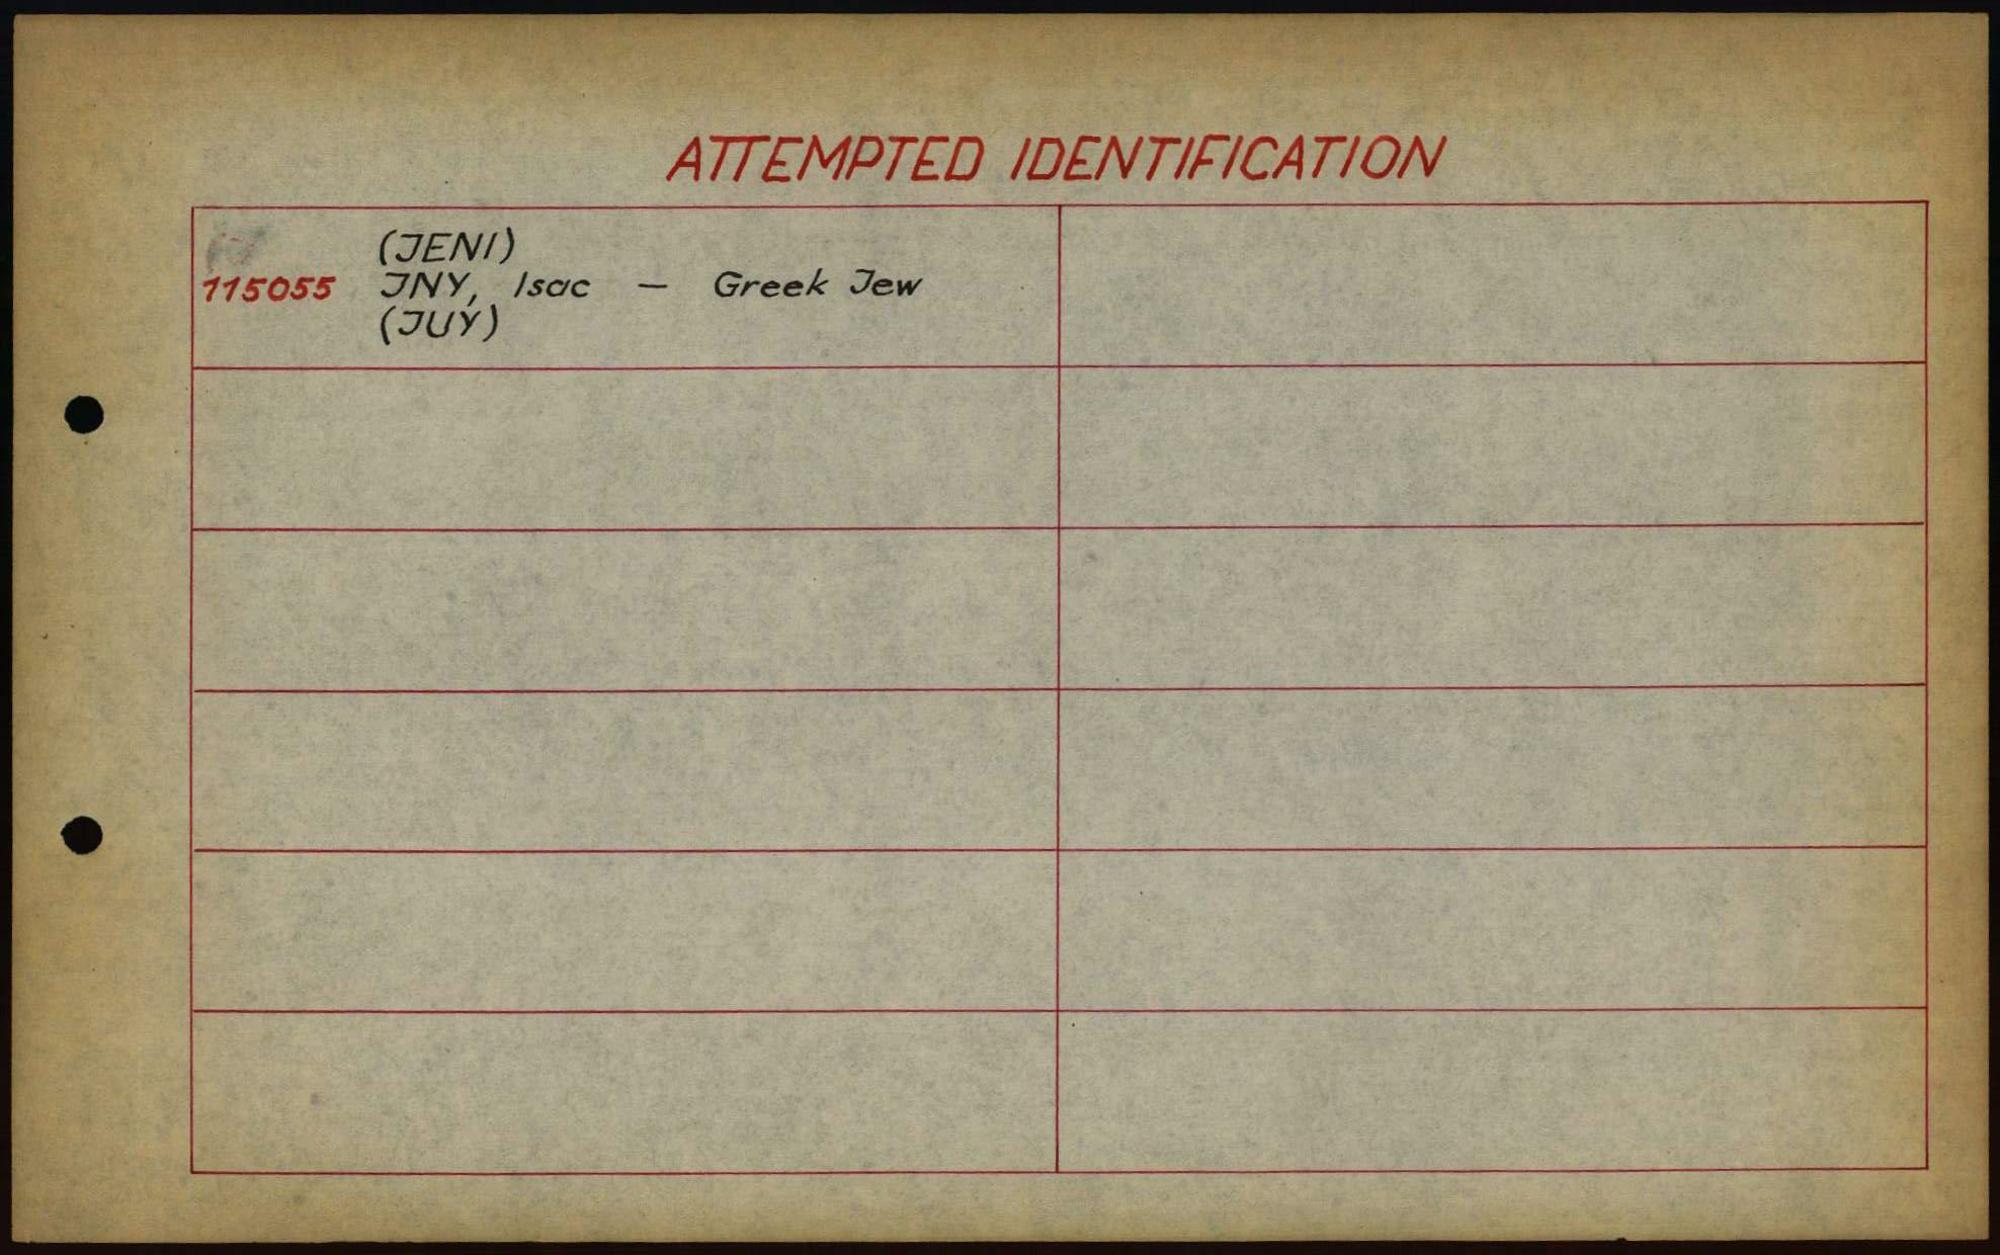 ATTEMPTED IDENTIFICATION
(JENI)
115055 JNY, Isac — Greek Jew
(JUY)